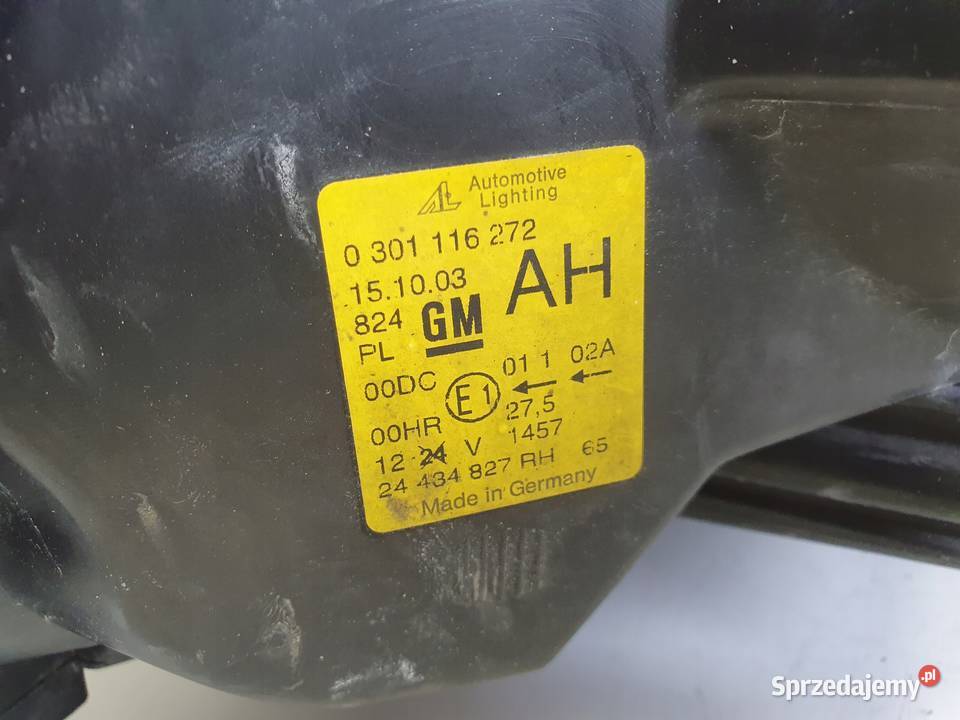 Automotive
Lighting
0 301 116 272
15.10.03
AH
824
GM
PL
00DC
E1
01 1 02A
00HR
27,5
12 24 V
1457
24 434 827 RH 65
Made in Germany
Sprzedajemy.pl